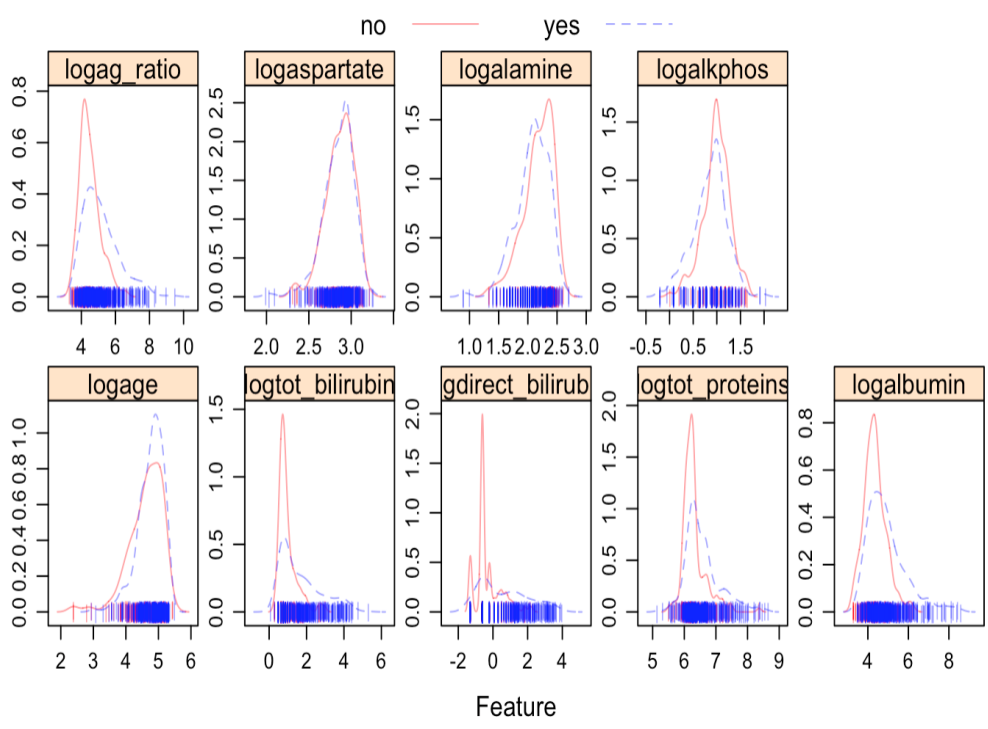 no yes
logag_ratio logaspartate logalamine logalkphos
0.0 0.2 0.4 0.6 0.8
0.0 0.5 1.0 1.5 2.0 2.5
0.0 0.5 1.0 1.5
0.0 0.5 1.0 1.5
4 6 8 10 2.0 2.5 3.0 1.0 1.5 2.0 2.5 3.0 -0.5 0.5 1.5
logage logtot_bilirubin gdirect_bilirub ogtot_proteins logalbumin
0.0 0.2 0.4 0.6 0.8 1.0
0.0 0.5 1.0 1.5
0.0 0.5 1.0 1.5 2.0
0.0 0.5 1.0 1.5 2.0
0.0 0.2 0.4 0.6 0.8
2 3 4 5 6 0 2 4 6 -2 0 2 4 5 6 7 8 9 4 6 8
Feature